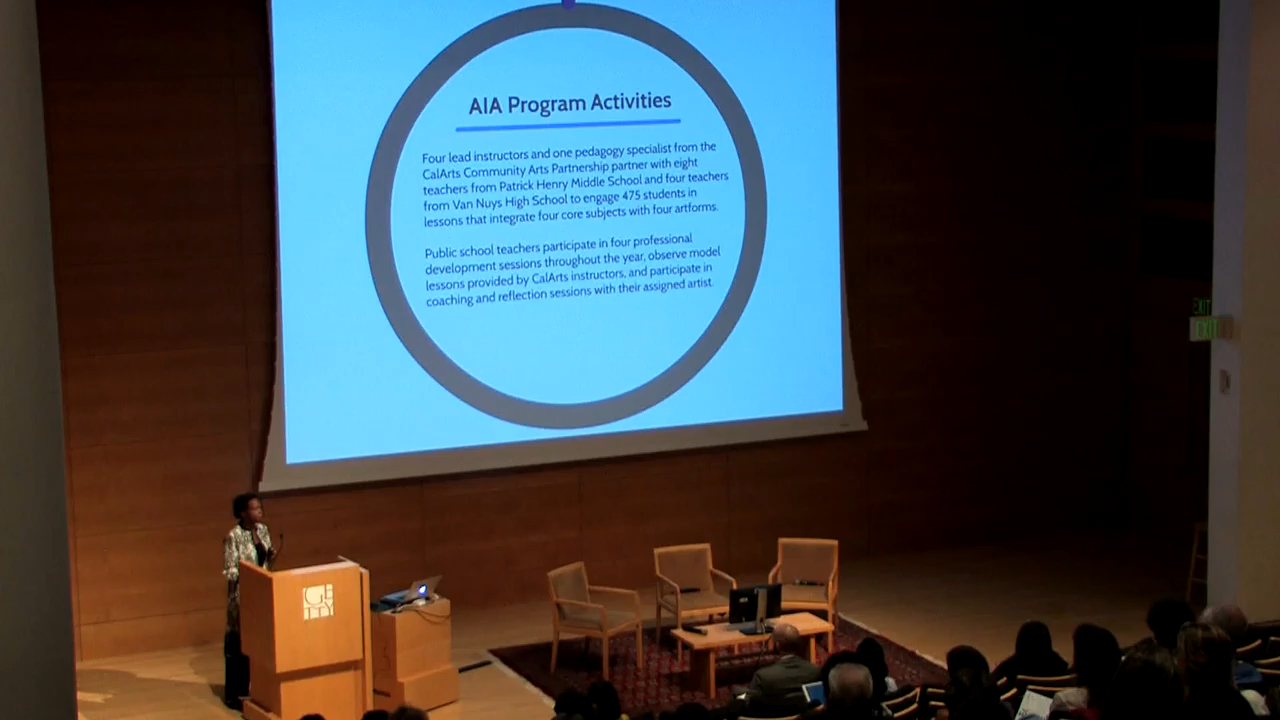 AIA Program Activities
Four lead instructors and one pedagogy specialist from the
CalArts Community Arts Partnership partner with eight
teachers from Patrick Henry Middle School and four teachers
from Van Nuys High School to engage 475 students in
lessons that integrate four core subjects with four artforms.
Public school teachers participate in four professional
development sessions throughout the year, observe model
lessons provided by CalArts instructors, and participate in
coaching and reflection sessions with their assigned artist.
EXIT
EXIT
GE
TTY